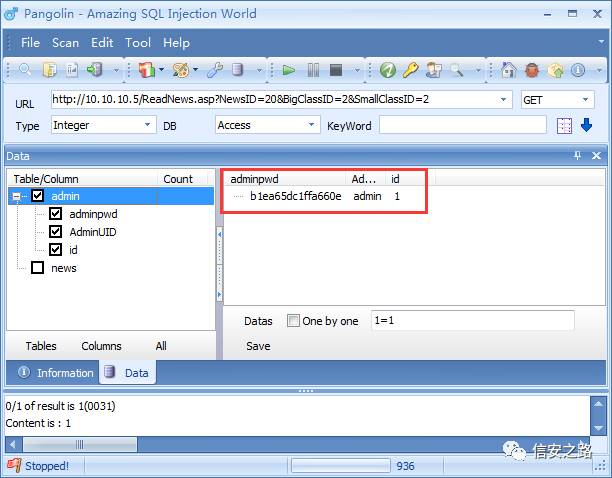 Pangolin - Amazing SQL Injection World
File Scan Edit Tool Help
URL http://10.10.10.5/ReadNews.asp?NewsID=20&BigClassID=2&SmallClassID=2 GET
Type Integer DB Access KeyWord
Data
Table/Column Count adminpwd Ad... id
admin b1ea65dc1ffa660e admin 1
adminpwd
AdminUID
id
news
Datas One by one 1=1
Tables Columns All Save
Information Data
0/1 of result is 1(0031)
Content is : 1
信安之路
Stopped! 936